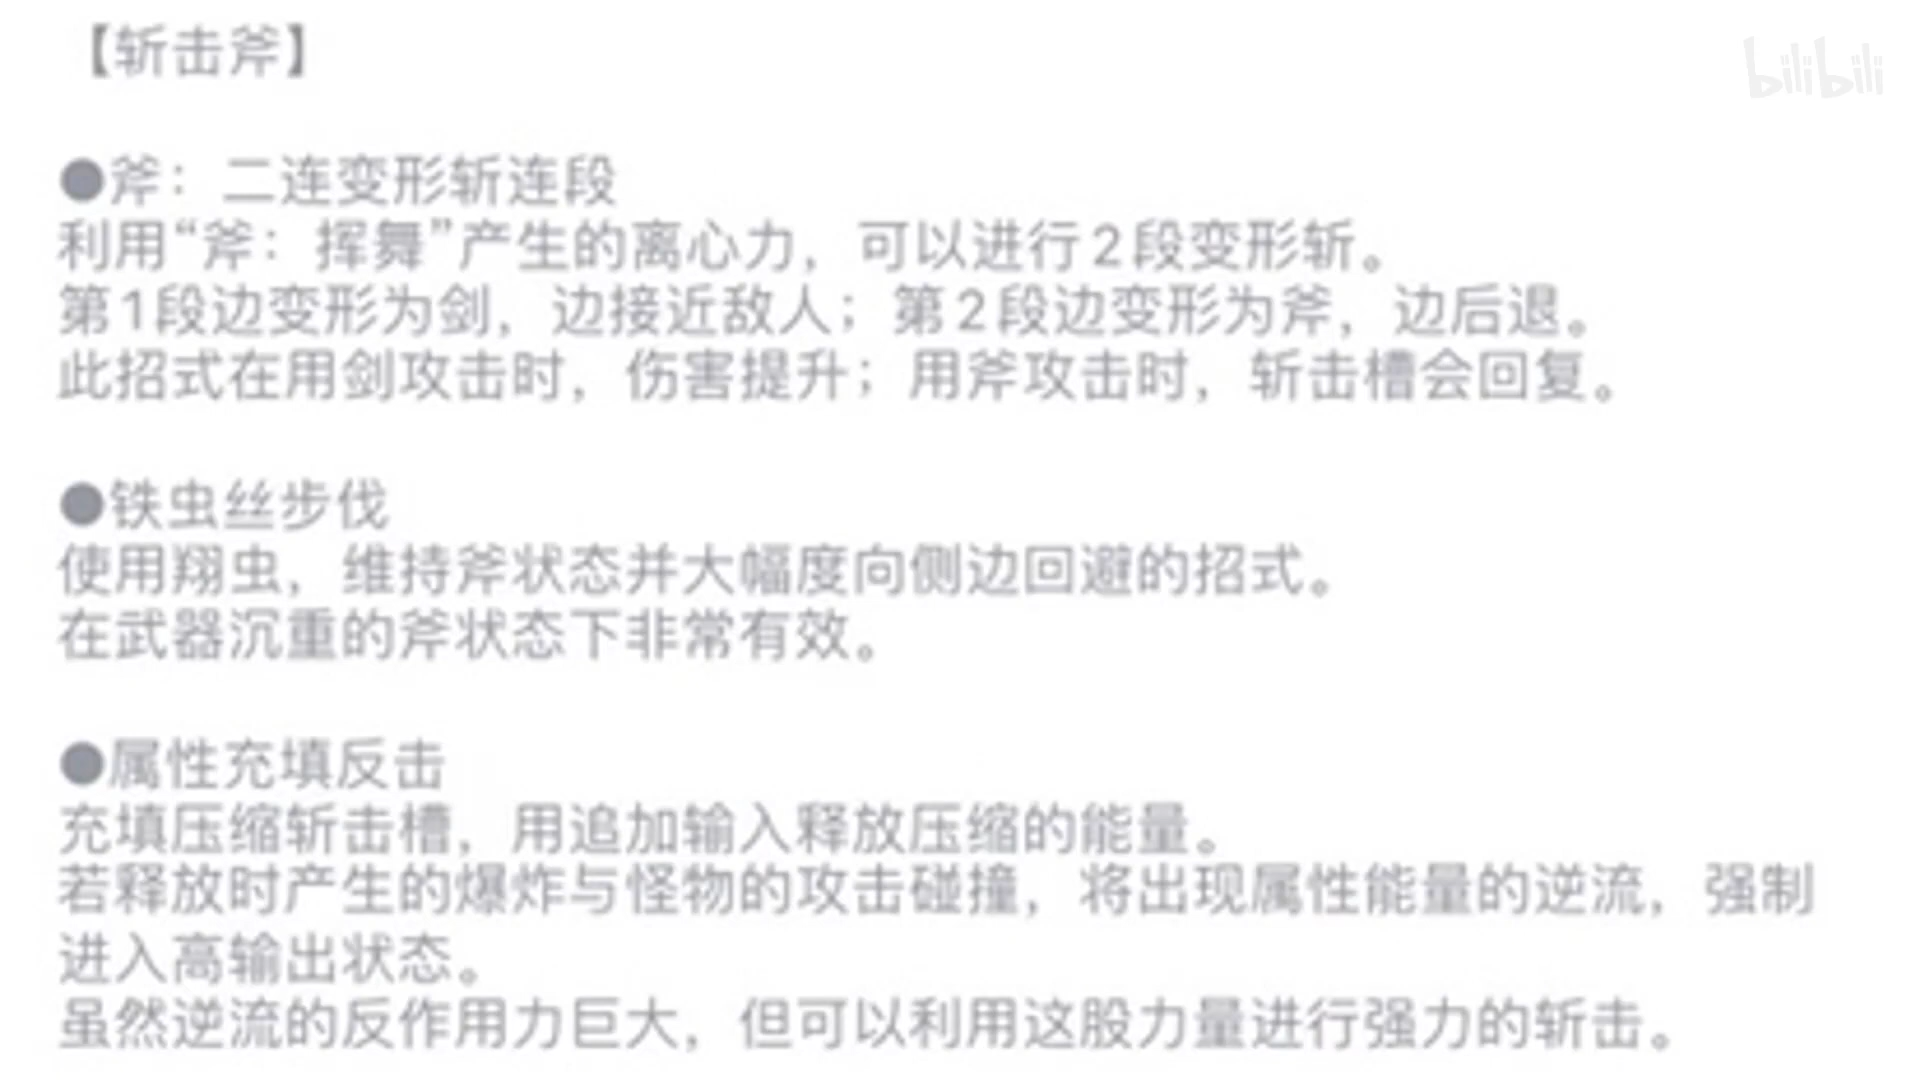 【斩击斧】
bilibili
●斧：二连变形斩连段
利用“斧：挥舞”产生的离心力，可以进行2段变形斩。
第1段边变形为剑，边接近敌人；第2段边变形为斧，边后退。
此招式在用剑攻击时，伤害提升；用斧攻击时，斩击槽会回复。
●铁虫丝步伐
使用翔虫，维持斧状态并大幅度向侧边回避的招式。
在武器沉重的斧状态下非常有效。
●属性充填反击
充填压缩斩击槽，用追加输入释放压缩的能量。
若释放时产生的爆炸与怪物的攻击碰撞，将出现属性能量的逆流，强制
进入高输出状态。
虽然逆流的反作用力巨大，但可以利用这股力量进行强力的斩击。